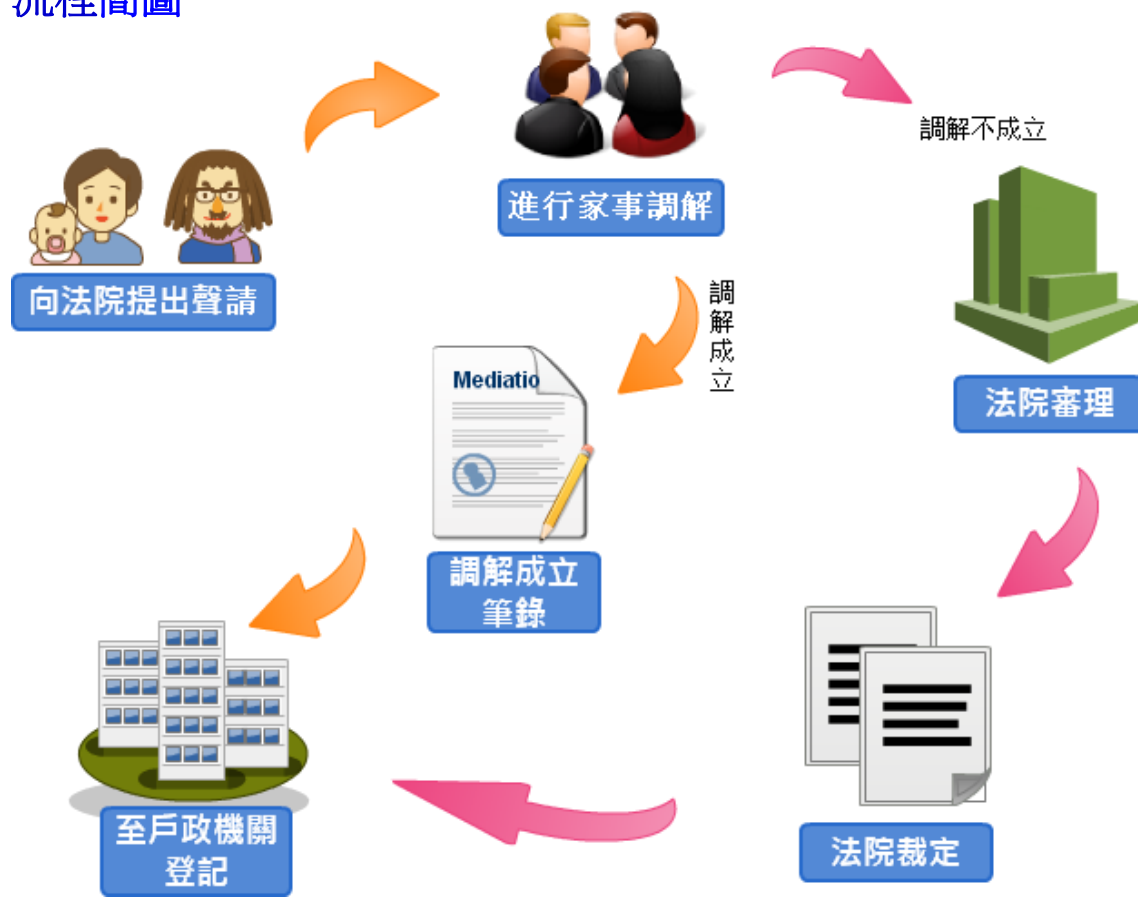 流程簡圖
調解不成立
進行家事調解
向法院提出聲請
調解成立
Mediatio
法院審理
調解成立
筆錄
至戶政機關
登記
法院裁定